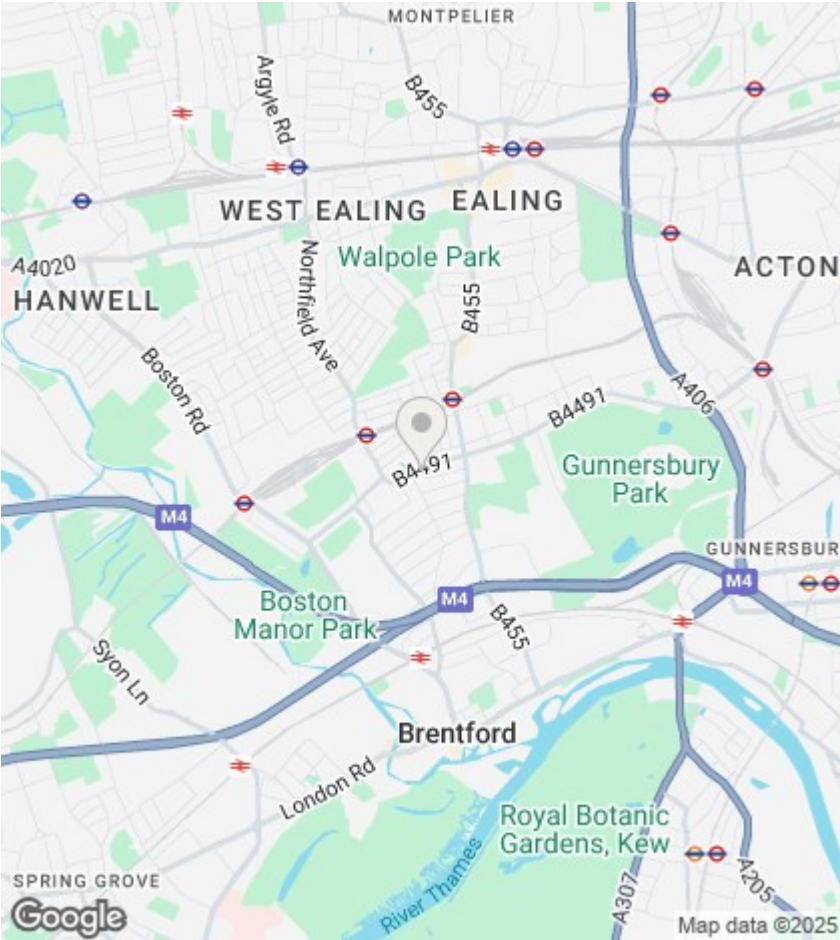 MONTPELIER
Argyle Rd
B455
WEST EALING
EALING
Walpole Park
A4020
ACTON
HANWELL
Northfield Ave
B455
Boston Rd
A406
B4491
B4491
Gunnersbury
Park
M4
GUNNERSBUR
M4
M4
Boston
Manor Park
B455
Syon Ln
Brentford
London Rd
Royal Botanic
Gardens, Kew
River Thames
A307
A205
SPRING GROVE
Google
Map data ©2025